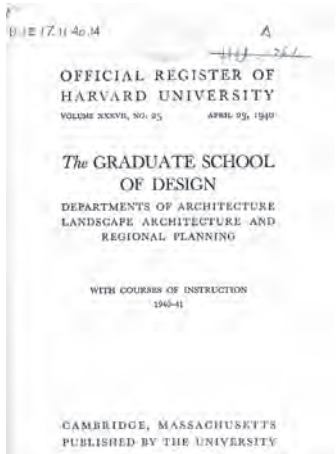 A
OFFICIAL REGISTER OF
HARVARD UNIVERSITY
VOLUME XXXVII, NO. 25 APRIL 29, 1940
The GRADUATE SCHOOL
OF DESIGN
DEPARTMENTS OF ARCHITECTURE
LANDSCAPE ARCHITECTURE AND
REGIONAL PLANNING
WITH COURSES OF INSTRUCTION
1940-41
CAMBRIDGE, MASSACHUSETTS
PUBLISHED BY THE UNIVERSITY